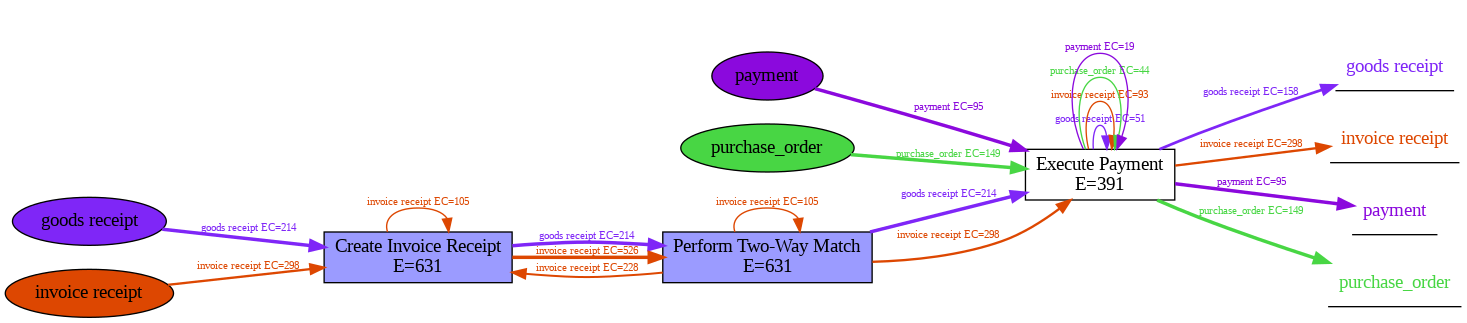 payment EC=19
goods receipt
payment
purchase_order EC=44
goods receipt EC=158
invoice receipt EC=93
payment EC=95
goods receipt EC=51
invoice receipt
purchase_order
purchase_order EC=149
invoice receipt EC=298
Execute Payment
E=391
payment EC=95
goods receipt EC=214
invoice receipt EC=105
invoice receipt EC=105
payment
purchase_order EC=149
goods receipt
goods receipt EC=214
goods receipt EC=214
invoice receipt EC=298
Create Invoice Receipt
E=631
invoice receipt EC=526
Perform Two-Way Match
E=631
invoice receipt EC=298
invoice receipt EC=228
purchase_order
invoice receipt